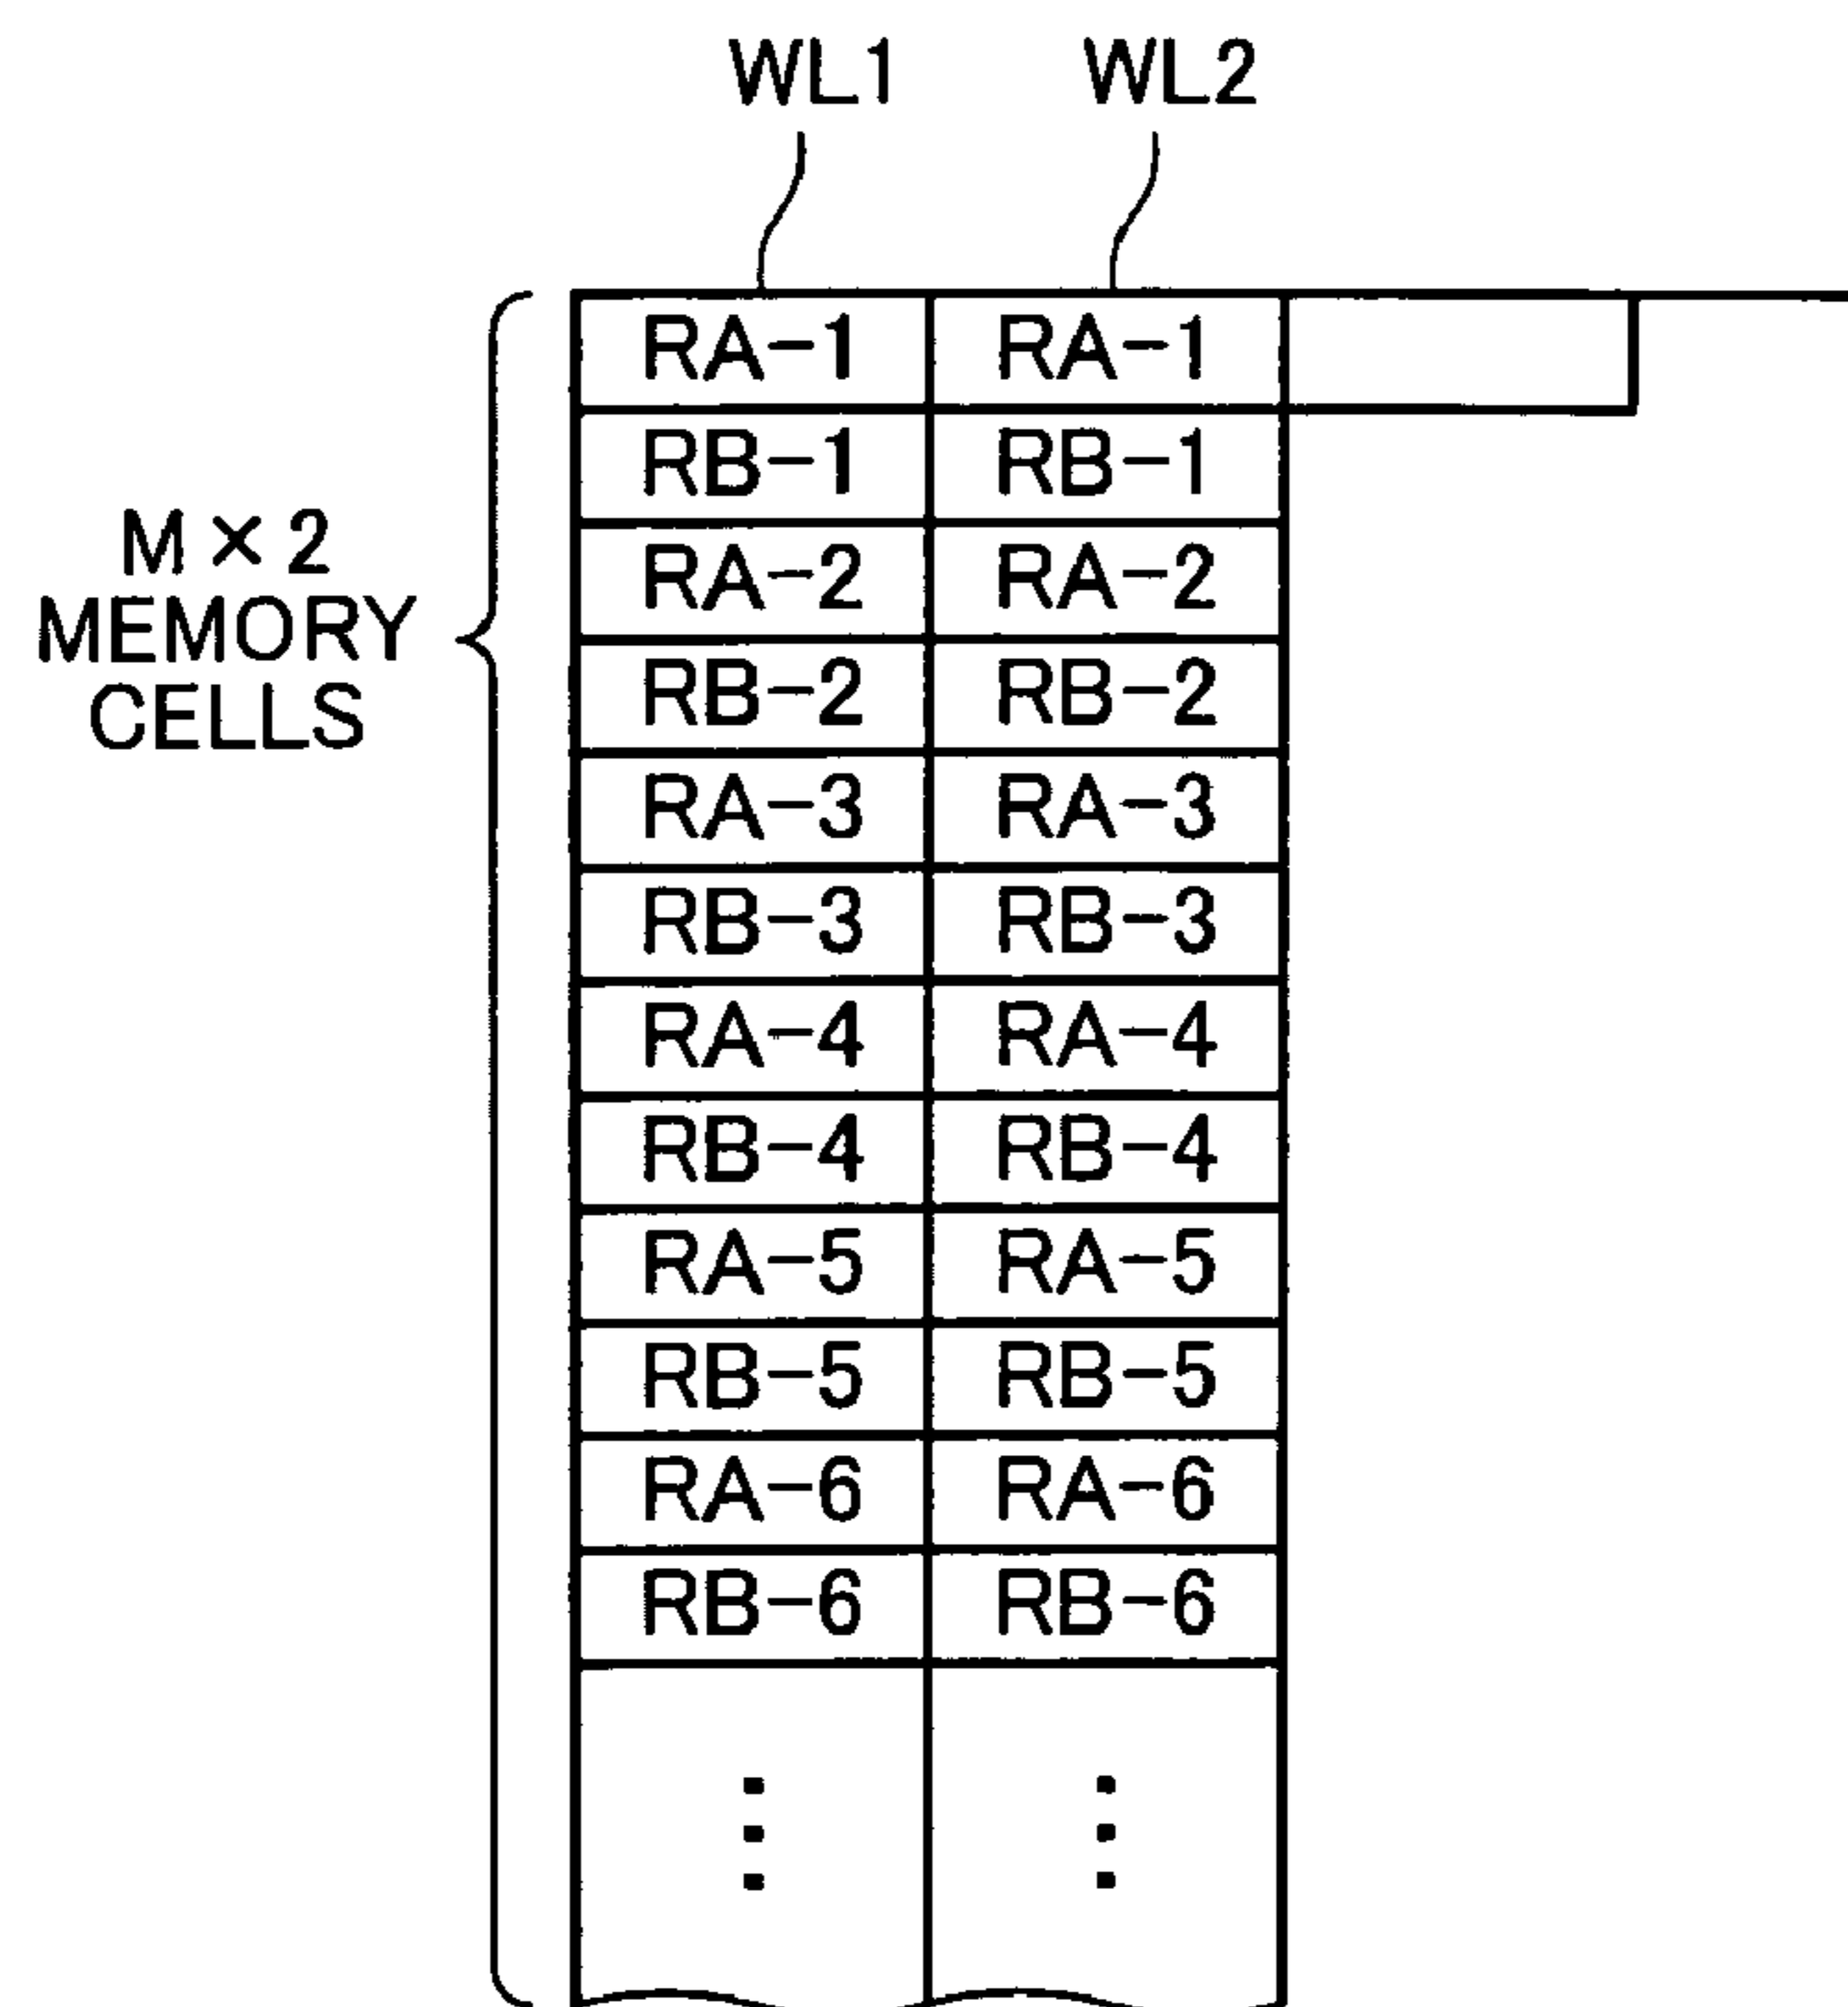 WL1 WL2
M×2
MEMORY
CELLS
RA-1 RA-1
RB-1 RB-1
RA-2 RA-2
RB-2 RB-2
RA-3 RA-3
RB-3 RB-3
RA-4 RA-4
RB-4 RB-4
RA-5 RA-5
RB-5 RB-5
RA-6 RA-6
RB-6 RB-6